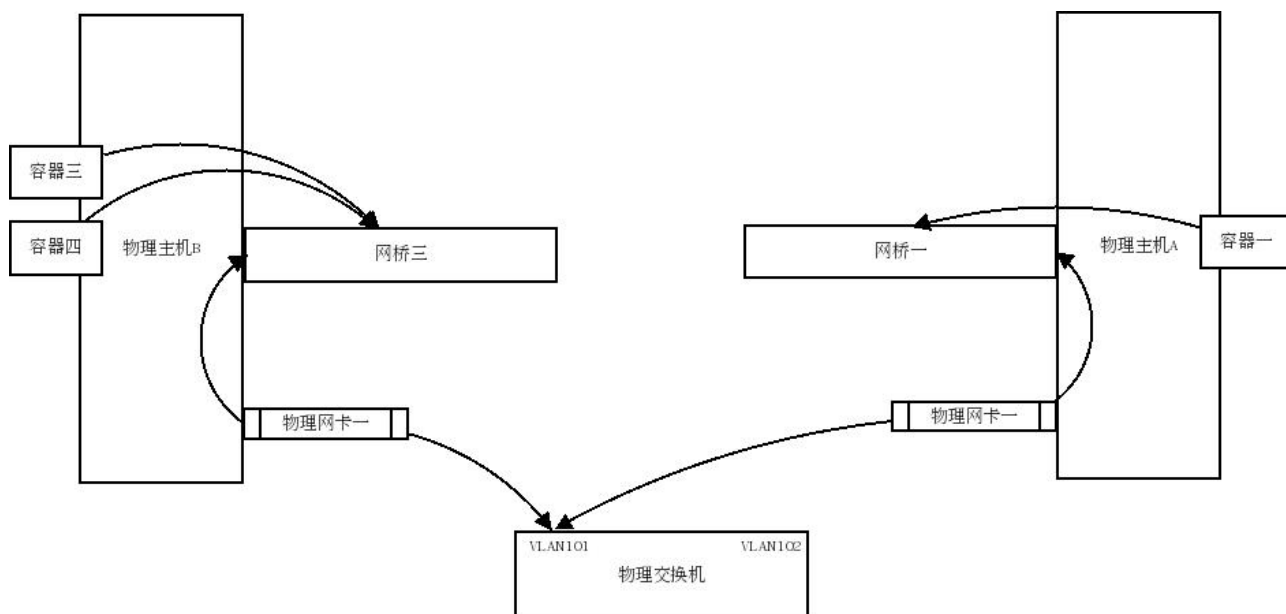 容器三
容器四
物理主机B
网桥三
网桥一
物理主机A
容器一
物理网卡一
物理网卡一
VLAN101
VLAN102
物理交换机